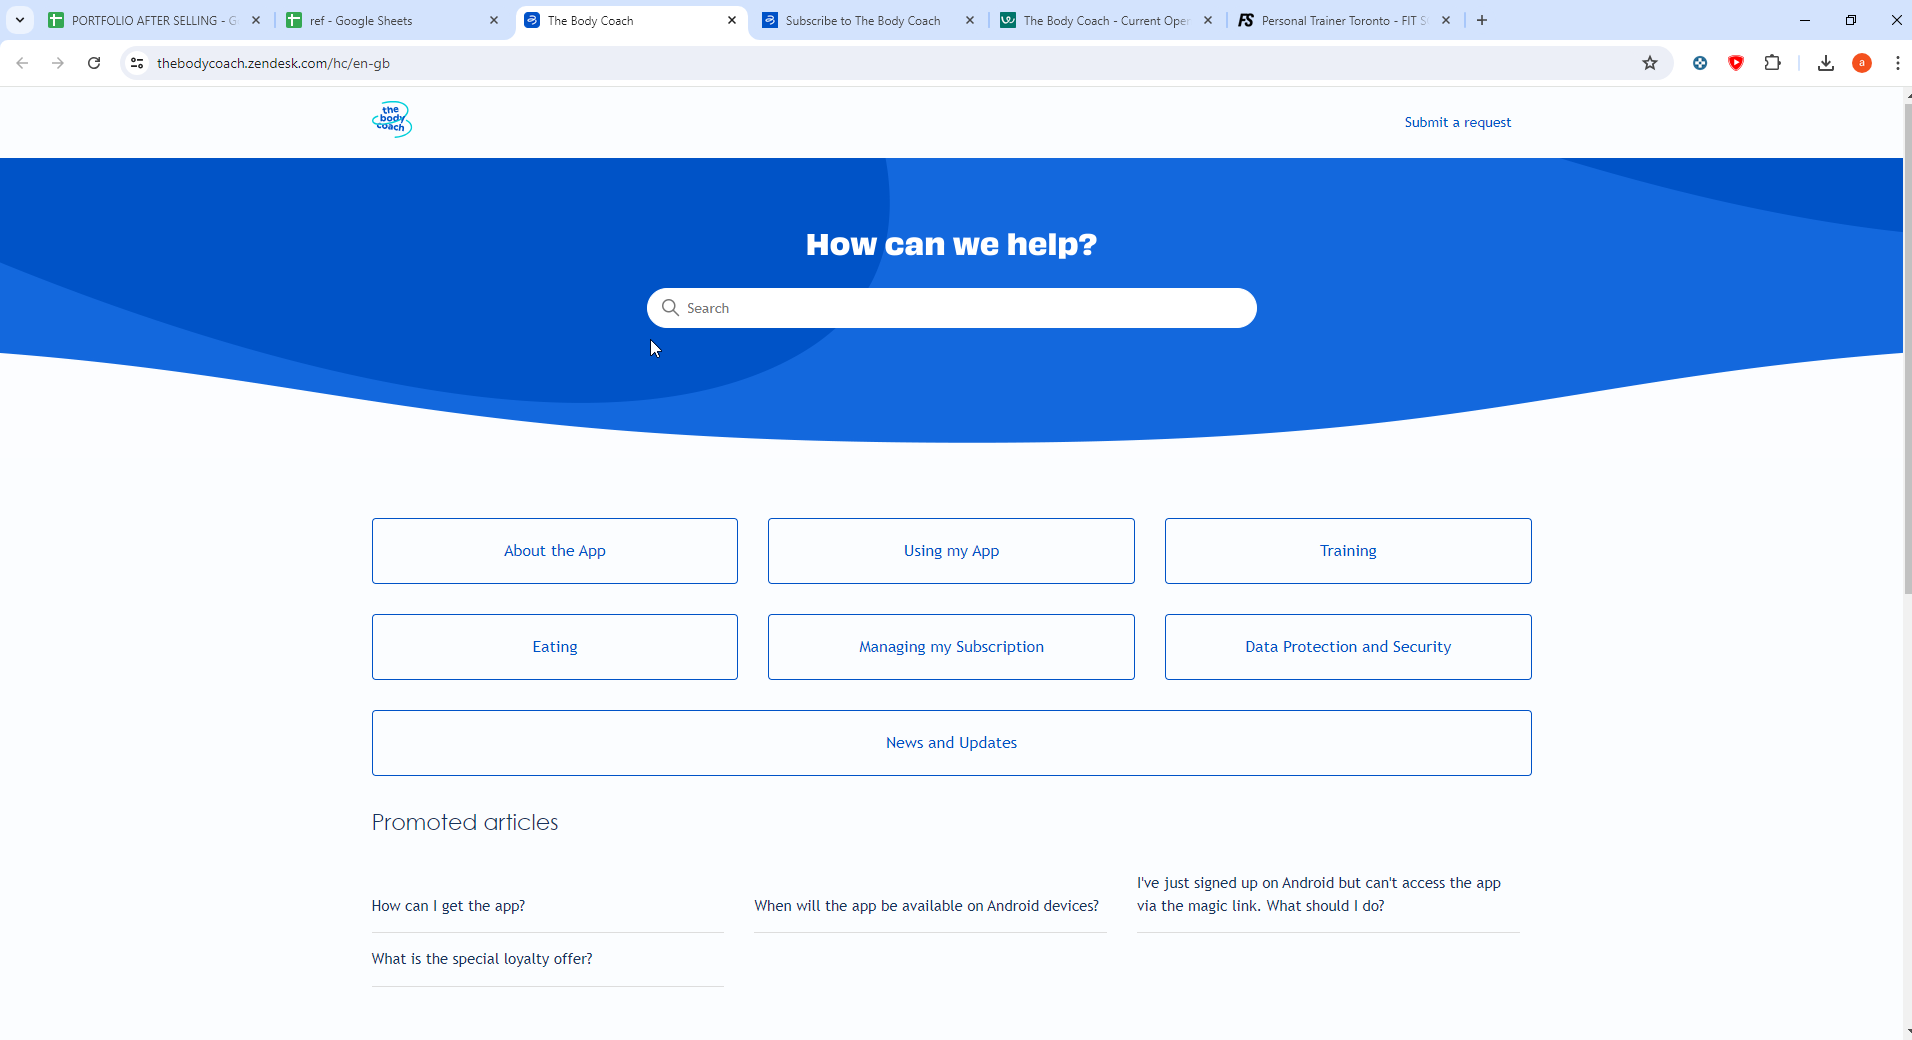 PORTFOLIO AFTER SELLING - G
ref - Google Sheets
The Body Coach
Subscribe to The Body Coach
The Body Coach - Current Ope
Personal Trainer Toronto - FIT S
thebodycoach.zendesk.com/hc/en-gb
a
the
body
coach
Submit a request
How can we help?
Search
About the App
Using my App
Training
Eating
Managing my Subscription
Data Protection and Security
News and Updates
Promoted articles
How can I get the app?
When will the app be available on Android devices?
I've just signed up on Android but can't access the app
via the magic link. What should I do?
What is the special loyalty offer?